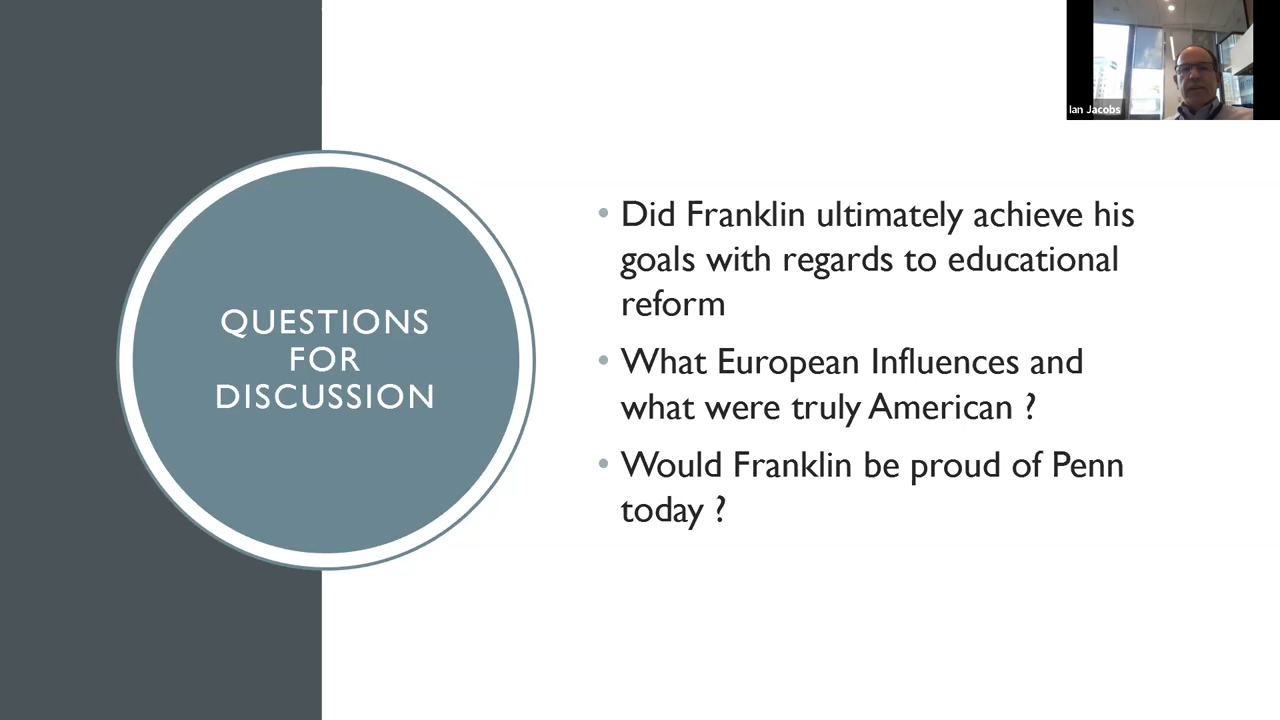 Ian Jacobs
QUESTIONS
FOR
DISCUSSION
• Did Franklin ultimately achieve his
goals with regards to educational
reform
• What European Influences and
what were truly American ?
• Would Franklin be proud of Penn
today ?